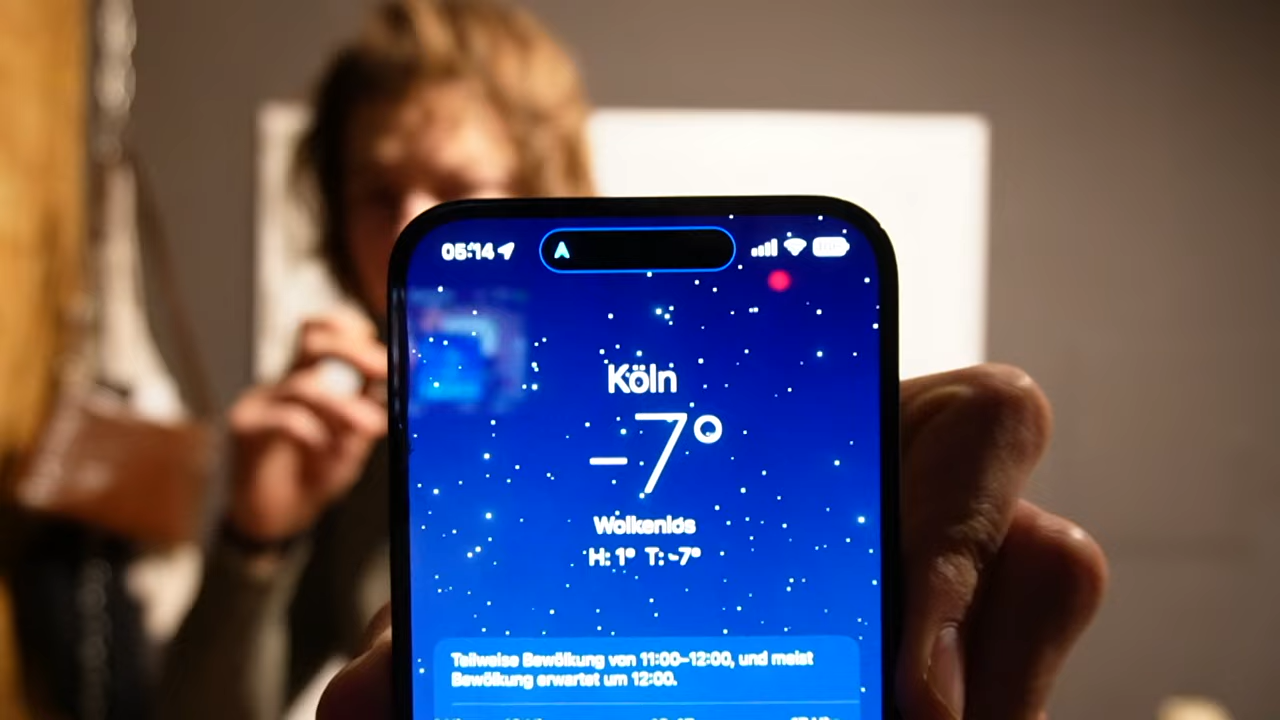 05:14
Köln
–7°
Wolkenlos
H: 1° T: –7°
Teilweise Bewölkung von 11:00–12:00, und meist
Bewölkung erwartet um 12:00.